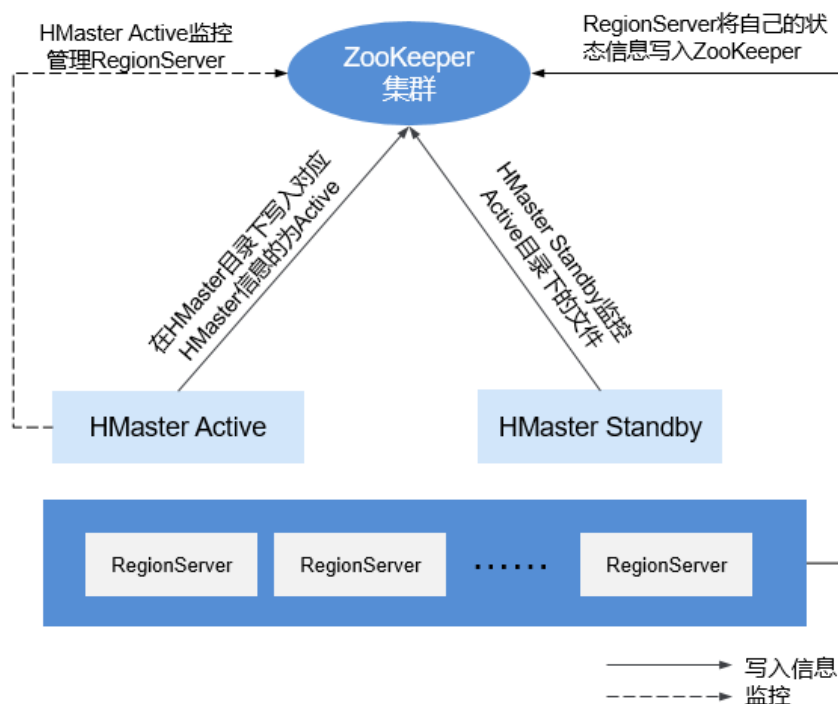 HMaster Active监控
管理RegionServer
ZooKeeper
集群
RegionServer将自己的状
态信息写入ZooKeeper
在HMaster目录下写入对应
HMaster信息的为Active
HMaster Standby监控
Active目录下的文件
HMaster Active
HMaster Standby
RegionServer
RegionServer
······
RegionServer
写入信息
监控